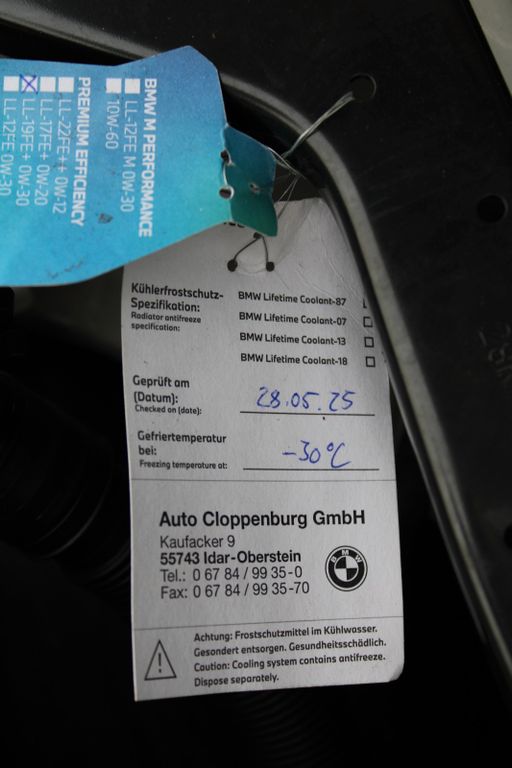 BMW M PERFORMANCE
LL-12FE M 0W-30
10W-60
PREMIUM EFFICIENCY
LL-22FE++ 0W-12
LL-17FE+ 0W-20
LL-19FE+ 0W-30
LL-12FE 0W-30
Kühlerfrostschutz-
Spezifikation:
Radiator antifreeze
specification:
BMW Lifetime Coolant-87
BMW Lifetime Coolant-07
BMW Lifetime Coolant-13
BMW Lifetime Coolant-18
Geprüft am
(Datum):
Checked on (date):
28.05.25
Gefriertemperatur
bei:
Freezing temperature at:
-30°C
Auto Cloppenburg GmbH
Kaufacker 9
55743 Idar-Oberstein
Tel.: 0 67 84 / 99 35-0
Fax: 0 67 84 / 99 35-70
BMW
Achtung: Frostschutzmittel im Kühlwasser.
Gesondert entsorgen. Gesundheitsschädlich.
Caution: Cooling system contains antifreeze.
Dispose separately.